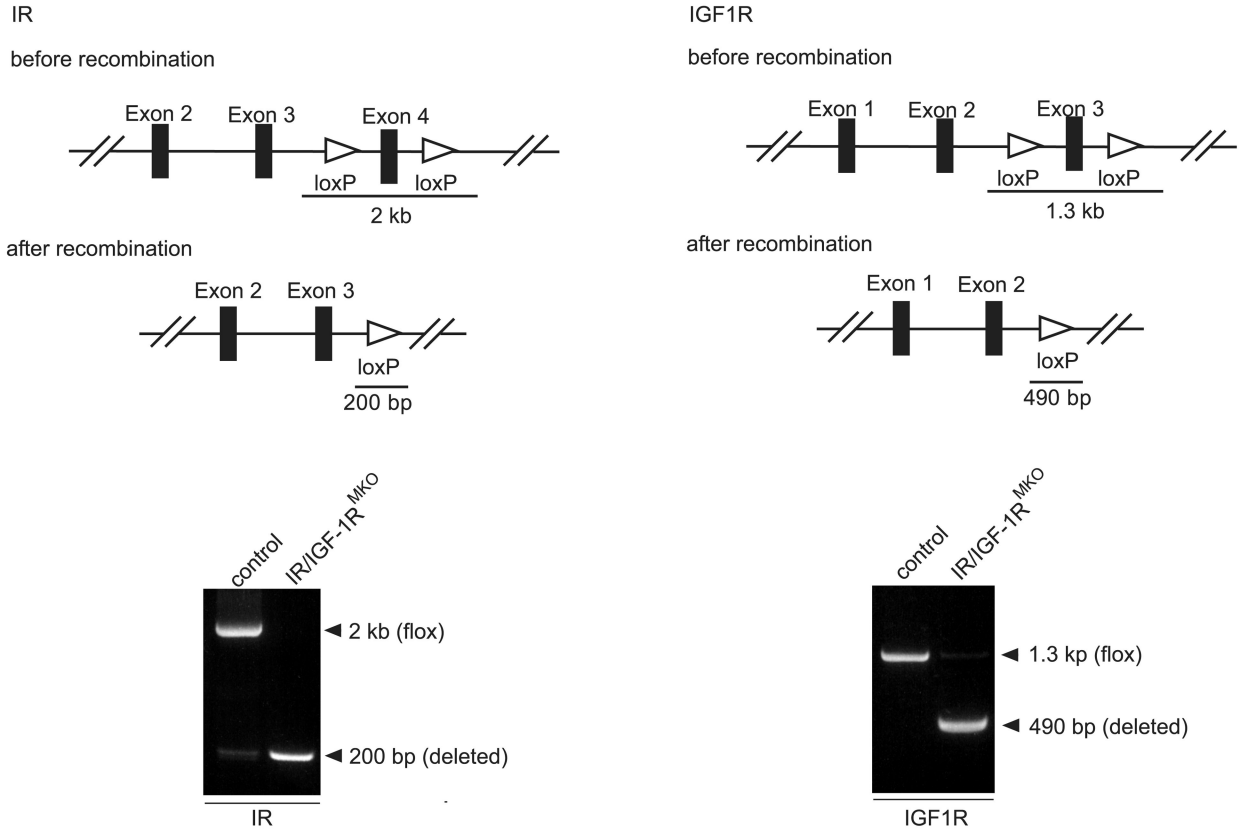 IR
before recombination
Exon 2 Exon 3 Exon 4
loxP loxP
2 kb
after recombination
Exon 2 Exon 3
loxP
200 bp
control IR/IGF-1R^MKO
2 kb (flox)
200 bp (deleted)
IR
IGF1R
before recombination
Exon 1 Exon 2 Exon 3
loxP loxP
1.3 kb
after recombination
Exon 1 Exon 2
loxP
490 bp
control IR/IGF-1R^MKO
1.3 kp (flox)
490 bp (deleted)
IGF1R